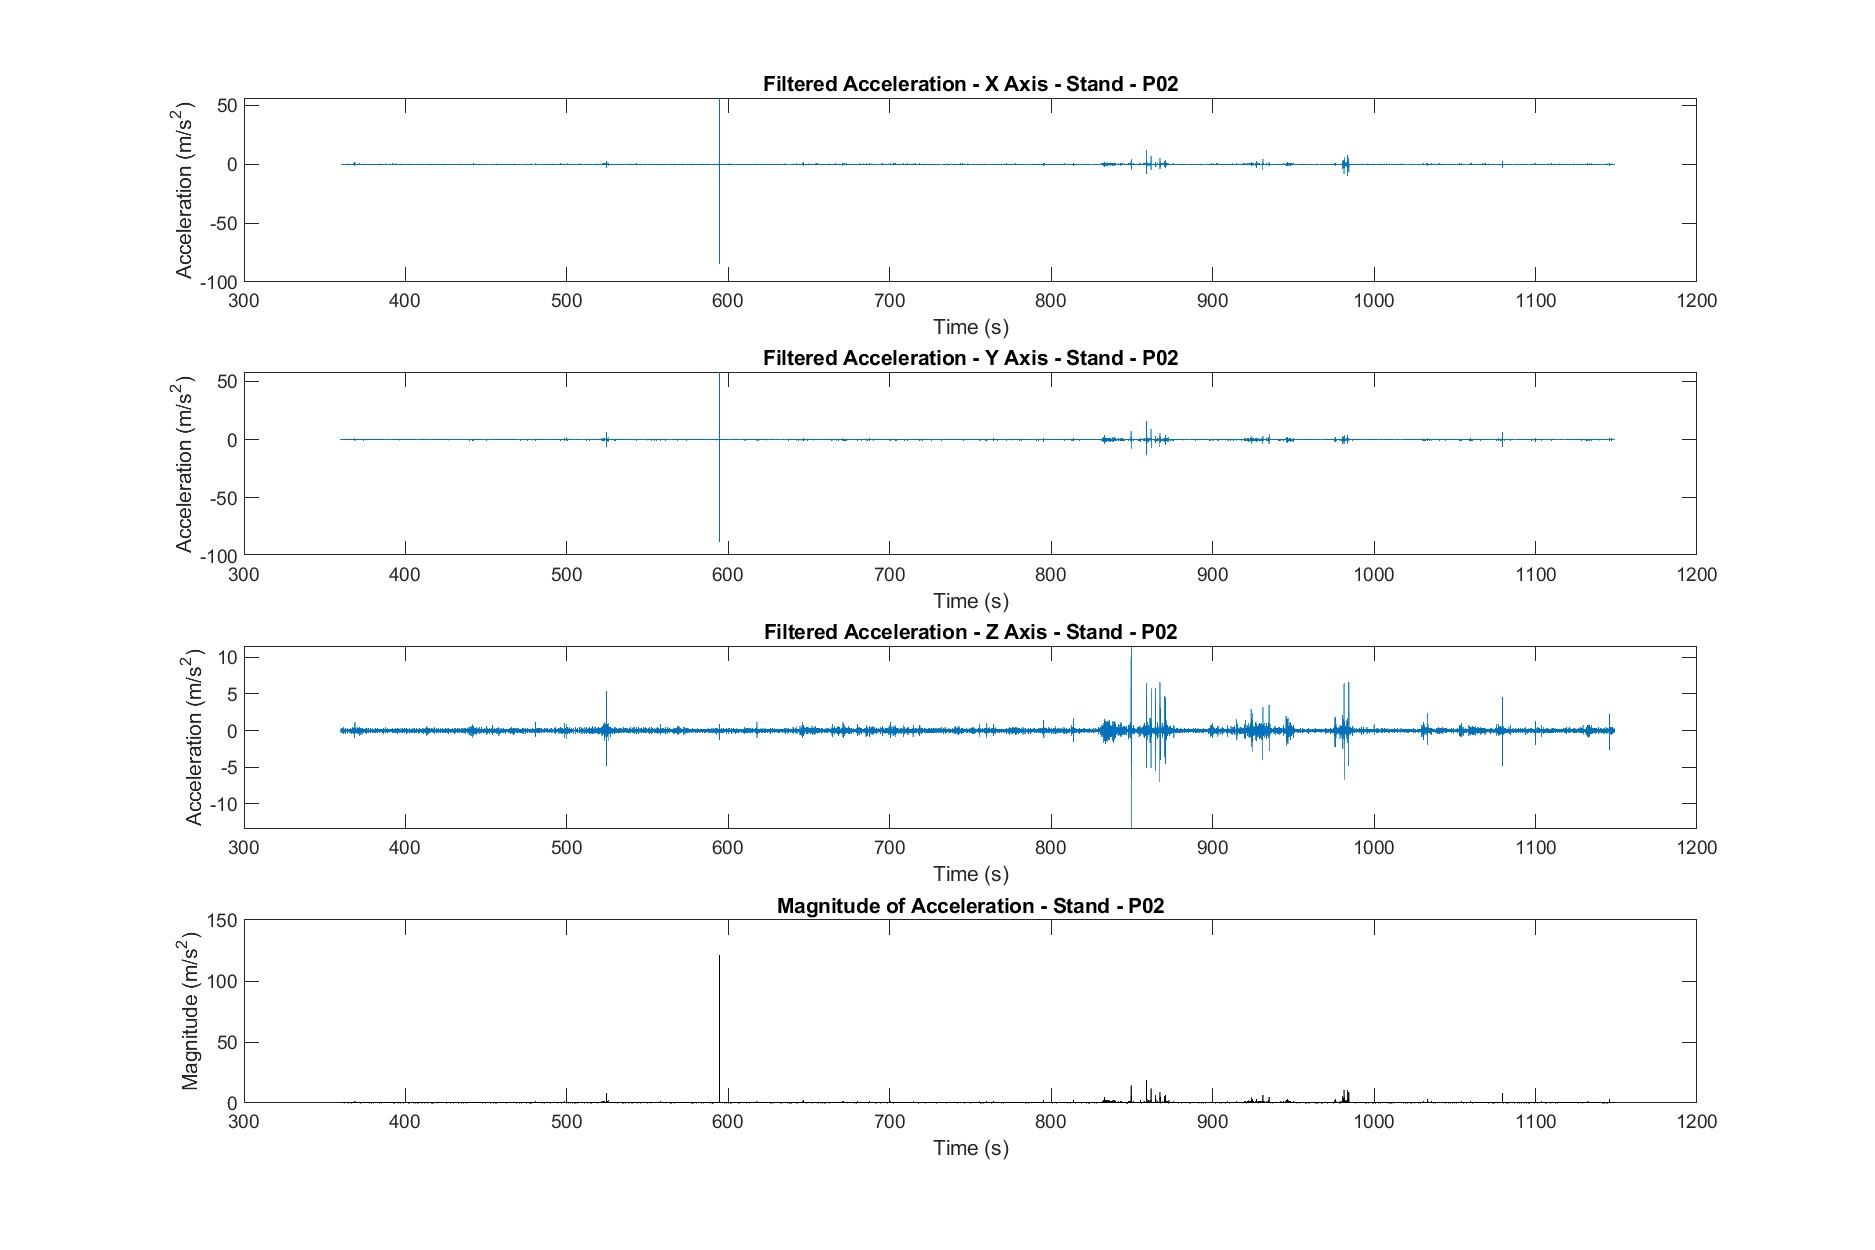 Filtered Acceleration - X Axis - Stand - P02
Acceleration (m/s²)
50
0
-50
-100
300 400 500 600 700 800 900 1000 1100 1200
Time (s)
Filtered Acceleration - Y Axis - Stand - P02
Acceleration (m/s²)
50
0
-50
-100
300 400 500 600 700 800 900 1000 1100 1200
Time (s)
Filtered Acceleration - Z Axis - Stand - P02
Acceleration (m/s²)
10
5
0
-5
-10
300 400 500 600 700 800 900 1000 1100 1200
Time (s)
Magnitude of Acceleration - Stand - P02
Magnitude (m/s²)
150
100
50
0
300 400 500 600 700 800 900 1000 1100 1200
Time (s)